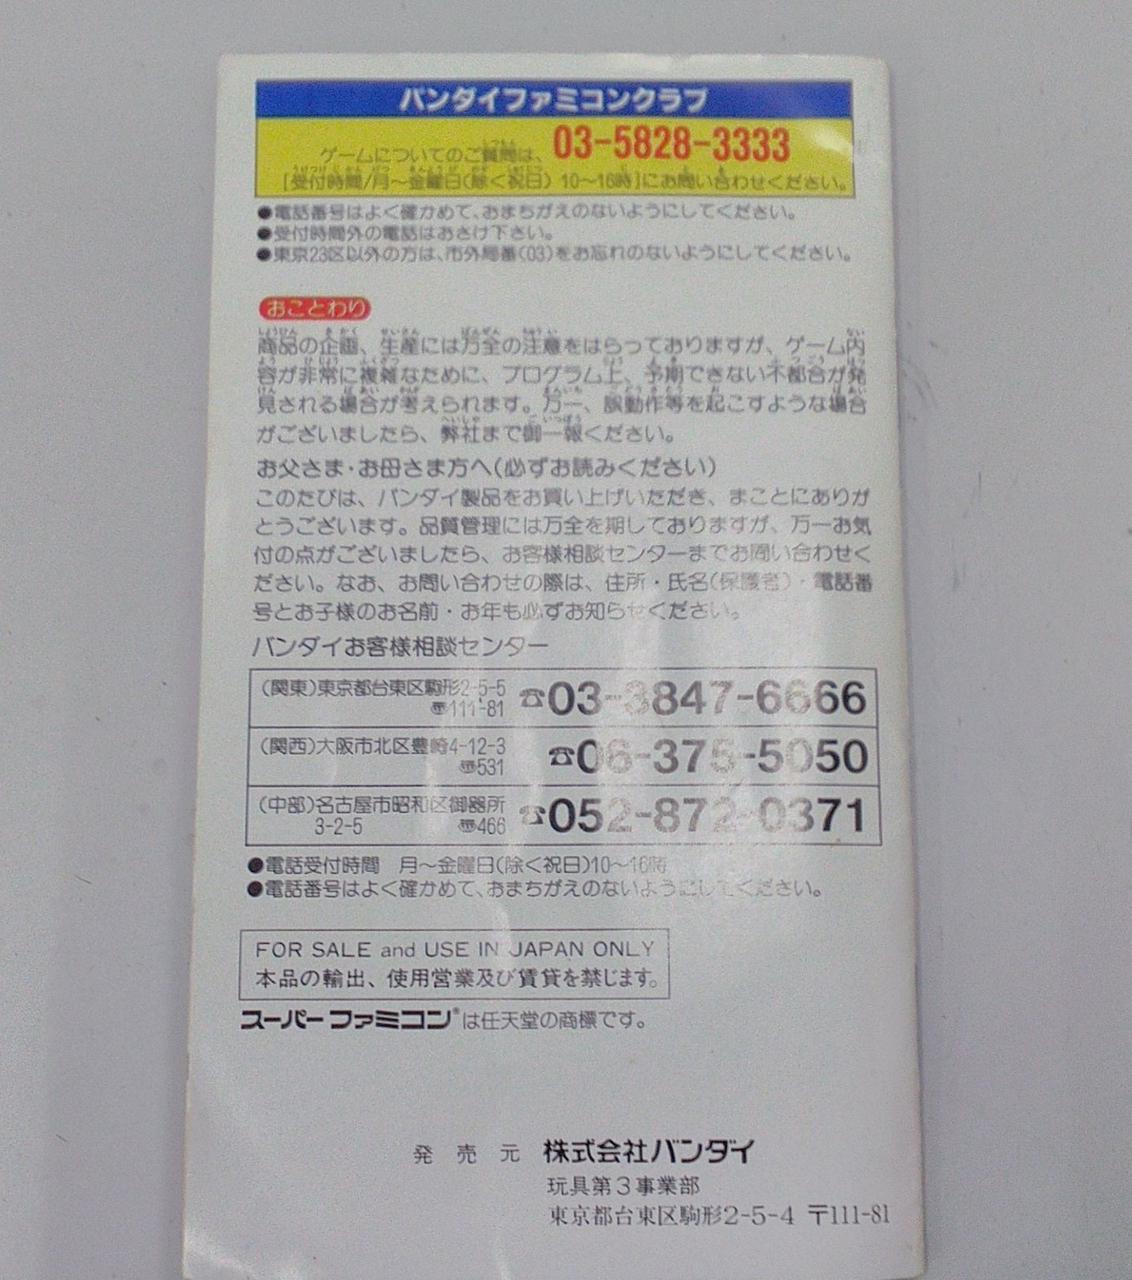 バンダイファミコンクラブ
ゲームについてのご質問は、03-5828-3333
[受付時間/月〜金曜日(除く祝日) 10〜16時]にお問い合わせください。
●電話番号はよく確かめて、おまちがえのないようにしてください。
●受付時間外の電話はおさけ下さい。
●東京23区以外の方は、市外局番(03)をお忘れのないようにしてください。
おことわり
商品の企画、生産には万全の注意をはらっておりますが、ゲーム内
容が非常に複雑なために、プログラム上、予期できない不都合が発
見される場合が考えられます。万一、誤動作等を起こすような場合
がございましたら、弊社まで御一報ください。
お父さま・お母さま方へ(必ずお読みください)
このたびは、バンダイ製品をお買い上げいただき、まことにありが
とうございます。品質管理には万全を期しておりますが、万一お気
付の点がございましたら、お客様相談センターまでお問い合わせく
ださい。なお、お問い合わせの際は、住所・氏名(保護者)・電話番
号とお子様のお名前・お年も必ずお知らせください。
バンダイお客様相談センター
(関東)東京都台東区駒形2-5-5 ☎03-3847-6666
〠111-81
(関西)大阪市北区豊崎4-12-3 ☎06-375-5050
〠531
(中部)名古屋市昭和区御器所 ☎052-872-0371
3-2-5 〠466
●電話受付時間 月〜金曜日(除く祝日)10〜16時
●電話番号はよく確かめて、おまちがえのないようにしてください。
FOR SALE and USE IN JAPAN ONLY
本品の輸出、使用営業及び賃貸を禁じます。
スーパーファミコン®は任天堂の商標です。
発売元 株式会社バンダイ
玩具第3事業部
東京都台東区駒形2-5-4 〒111-81